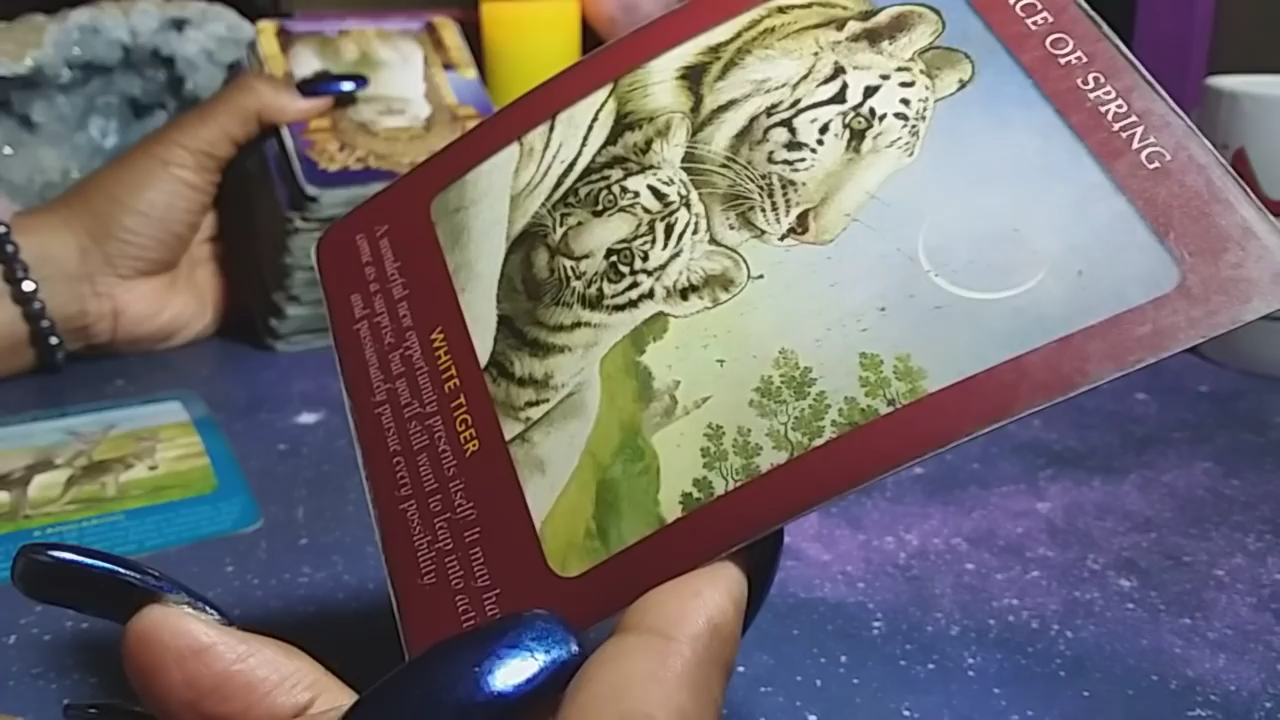 CE OF SPRING
WHITE TIGER
A wonderful new opportunity presents itself! It may ha
come as a surprise, but you'll still want to leap into acti
and passionately pursue every possibility.